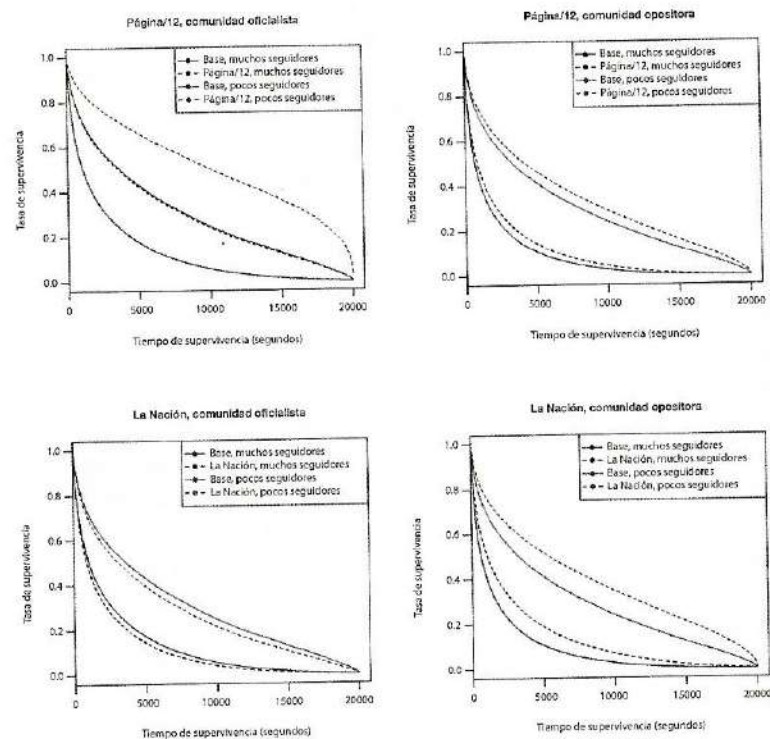 Página/12, comunidad oficialista
Base, muchos seguidores
Página/12, muchos seguidores
Base, pocos seguidores
Página/12, pocos seguidores
Tasa de supervivencia
1.0
0.8
0.6
0.4
0.2
0.0
0 5000 10000 15000 20000
Tiempo de supervivencia (segundos)
Página/12, comunidad opositora
Base, muchos seguidores
Página/12, muchos seguidores
Base, pocos seguidores
Página/12, pocos seguidores
Tasa de supervivencia
1.0
0.8
0.6
0.4
0.2
0.0
0 5000 10000 15000 20000
Tiempo de supervivencia (segundos)
La Nación, comunidad oficialista
Base, muchos seguidores
La Nación, muchos seguidores
Base, pocos seguidores
La Nación, pocos seguidores
Tasa de supervivencia
1.0
0.8
0.6
0.4
0.2
0.0
0 5000 10000 15000 20000
Tiempo de supervivencia (segundos)
La Nación, comunidad opositora
Base, muchos seguidores
La Nación, muchos seguidores
Base, pocos seguidores
La Nación, pocos seguidores
Tasa de supervivencia
1.0
0.8
0.6
0.4
0.2
0.0
0 5000 10000 15000 20000
Tiempo de supervivencia (segundos)